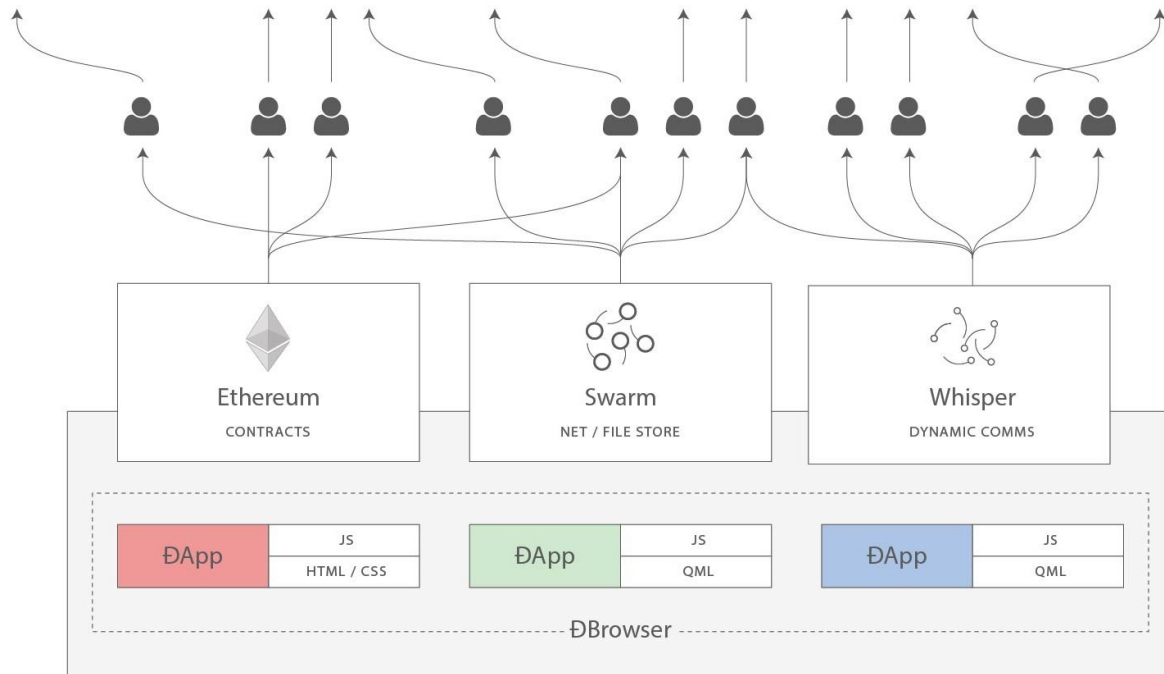 Ethereum
CONTRACTS
Swarm
NET / FILE STORE
Whisper
DYNAMIC COMMS
ĐApp
JS
HTML / CSS
ĐApp
JS
QML
ĐApp
JS
QML
ĐBrowser